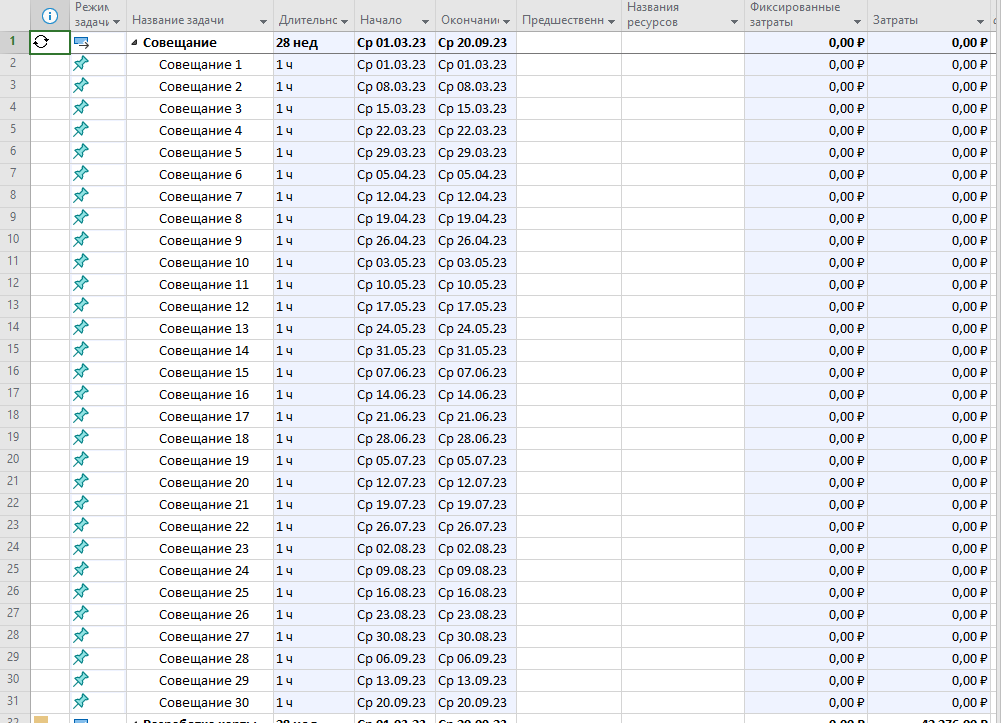 Режим задачи Название задачи Длительнс Начало Окончани Предшественн Названия ресурсов Фиксированные затраты Затраты
1 Совещание 28 нед Ср 01.03.23 Ср 20.09.23 0,00 ₽ 0,00 ₽
2 Совещание 1 1 ч Ср 01.03.23 Ср 01.03.23 0,00 ₽ 0,00 ₽
3 Совещание 2 1 ч Ср 08.03.23 Ср 08.03.23 0,00 ₽ 0,00 ₽
4 Совещание 3 1 ч Ср 15.03.23 Ср 15.03.23 0,00 ₽ 0,00 ₽
5 Совещание 4 1 ч Ср 22.03.23 Ср 22.03.23 0,00 ₽ 0,00 ₽
6 Совещание 5 1 ч Ср 29.03.23 Ср 29.03.23 0,00 ₽ 0,00 ₽
7 Совещание 6 1 ч Ср 05.04.23 Ср 05.04.23 0,00 ₽ 0,00 ₽
8 Совещание 7 1 ч Ср 12.04.23 Ср 12.04.23 0,00 ₽ 0,00 ₽
9 Совещание 8 1 ч Ср 19.04.23 Ср 19.04.23 0,00 ₽ 0,00 ₽
10 Совещание 9 1 ч Ср 26.04.23 Ср 26.04.23 0,00 ₽ 0,00 ₽
11 Совещание 10 1 ч Ср 03.05.23 Ср 03.05.23 0,00 ₽ 0,00 ₽
12 Совещание 11 1 ч Ср 10.05.23 Ср 10.05.23 0,00 ₽ 0,00 ₽
13 Совещание 12 1 ч Ср 17.05.23 Ср 17.05.23 0,00 ₽ 0,00 ₽
14 Совещание 13 1 ч Ср 24.05.23 Ср 24.05.23 0,00 ₽ 0,00 ₽
15 Совещание 14 1 ч Ср 31.05.23 Ср 31.05.23 0,00 ₽ 0,00 ₽
16 Совещание 15 1 ч Ср 07.06.23 Ср 07.06.23 0,00 ₽ 0,00 ₽
17 Совещание 16 1 ч Ср 14.06.23 Ср 14.06.23 0,00 ₽ 0,00 ₽
18 Совещание 17 1 ч Ср 21.06.23 Ср 21.06.23 0,00 ₽ 0,00 ₽
19 Совещание 18 1 ч Ср 28.06.23 Ср 28.06.23 0,00 ₽ 0,00 ₽
20 Совещание 19 1 ч Ср 05.07.23 Ср 05.07.23 0,00 ₽ 0,00 ₽
21 Совещание 20 1 ч Ср 12.07.23 Ср 12.07.23 0,00 ₽ 0,00 ₽
22 Совещание 21 1 ч Ср 19.07.23 Ср 19.07.23 0,00 ₽ 0,00 ₽
23 Совещание 22 1 ч Ср 26.07.23 Ср 26.07.23 0,00 ₽ 0,00 ₽
24 Совещание 23 1 ч Ср 02.08.23 Ср 02.08.23 0,00 ₽ 0,00 ₽
25 Совещание 24 1 ч Ср 09.08.23 Ср 09.08.23 0,00 ₽ 0,00 ₽
26 Совещание 25 1 ч Ср 16.08.23 Ср 16.08.23 0,00 ₽ 0,00 ₽
27 Совещание 26 1 ч Ср 23.08.23 Ср 23.08.23 0,00 ₽ 0,00 ₽
28 Совещание 27 1 ч Ср 30.08.23 Ср 30.08.23 0,00 ₽ 0,00 ₽
29 Совещание 28 1 ч Ср 06.09.23 Ср 06.09.23 0,00 ₽ 0,00 ₽
30 Совещание 29 1 ч Ср 13.09.23 Ср 13.09.23 0,00 ₽ 0,00 ₽
31 Совещание 30 1 ч Ср 20.09.23 Ср 20.09.23 0,00 ₽ 0,00 ₽